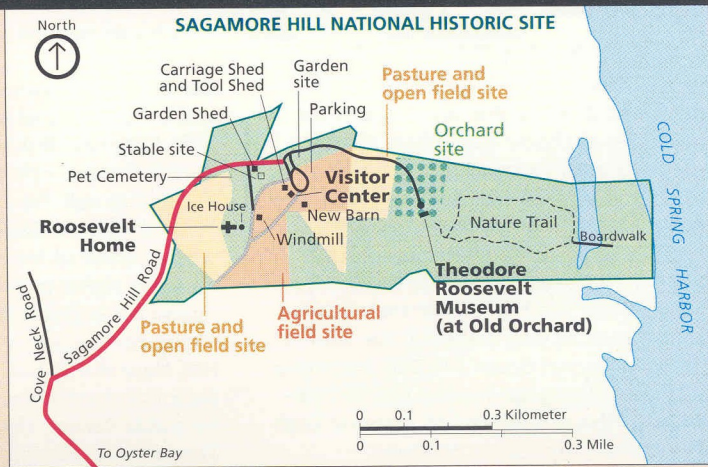 SAGAMORE HILL NATIONAL HISTORIC SITE
North
Carriage Shed
and Tool Shed
Garden
site
Parking
Pasture and
open field site
Garden Shed
Orchard
site
Stable site
Pet Cemetery
Visitor
Center
Ice House
New Barn
Roosevelt
Home
Windmill
Nature Trail
Boardwalk
COLD SPRING HARBOR
Theodore
Roosevelt
Museum
(at Old Orchard)
Pasture and
open field site
Agricultural
field site
Sagamore Hill Road
Cove Neck Road
To Oyster Bay
0 0.1 0.3 Kilometer
0 0.1 0.3 Mile